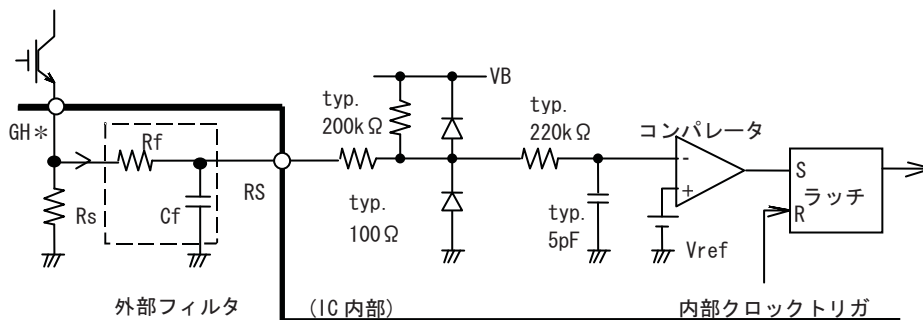 VB
typ.
200kΩ
typ.
220kΩ
コンパレータ
GH*
Rf
RS
Rs
Cf
typ.
100Ω
typ.
5pF
-
+
Vref
S
ラッチ
R
外部フィルタ
(IC内部)
内部クロックトリガ